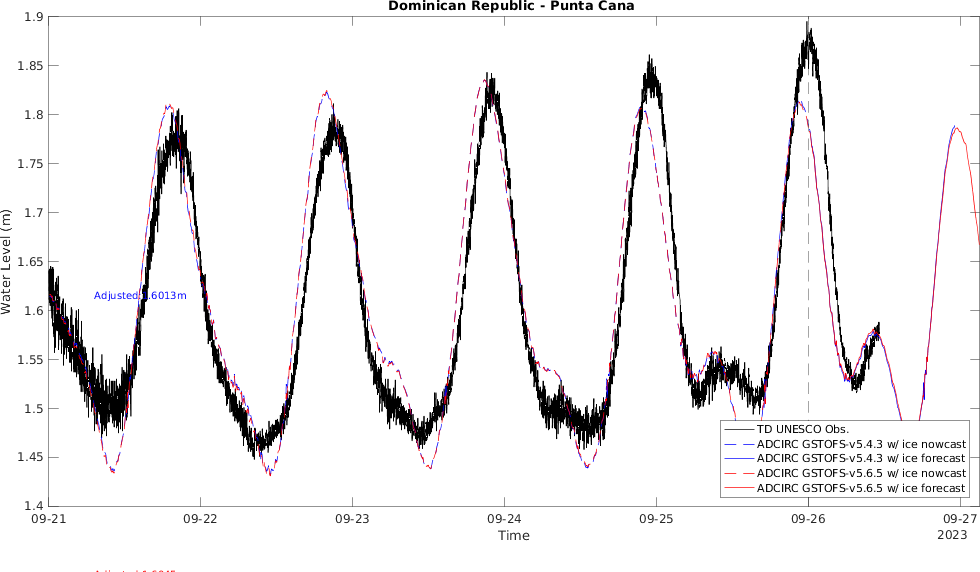 Dominican Republic - Punta Cana
1.9
1.85
1.8
1.75
1.7
1.65
1.6
1.55
1.5
1.45
1.4
Water Level (m)
09-21
09-22
09-23
09-24
09-25
09-26
09-27
2023
Time
Adjusted:1.6013m
TD UNESCO Obs.
ADCIRC GSTOFS-v5.4.3 w/ ice nowcast
ADCIRC GSTOFS-v5.4.3 w/ ice forecast
ADCIRC GSTOFS-v5.6.5 w/ ice nowcast
ADCIRC GSTOFS-v5.6.5 w/ ice forecast